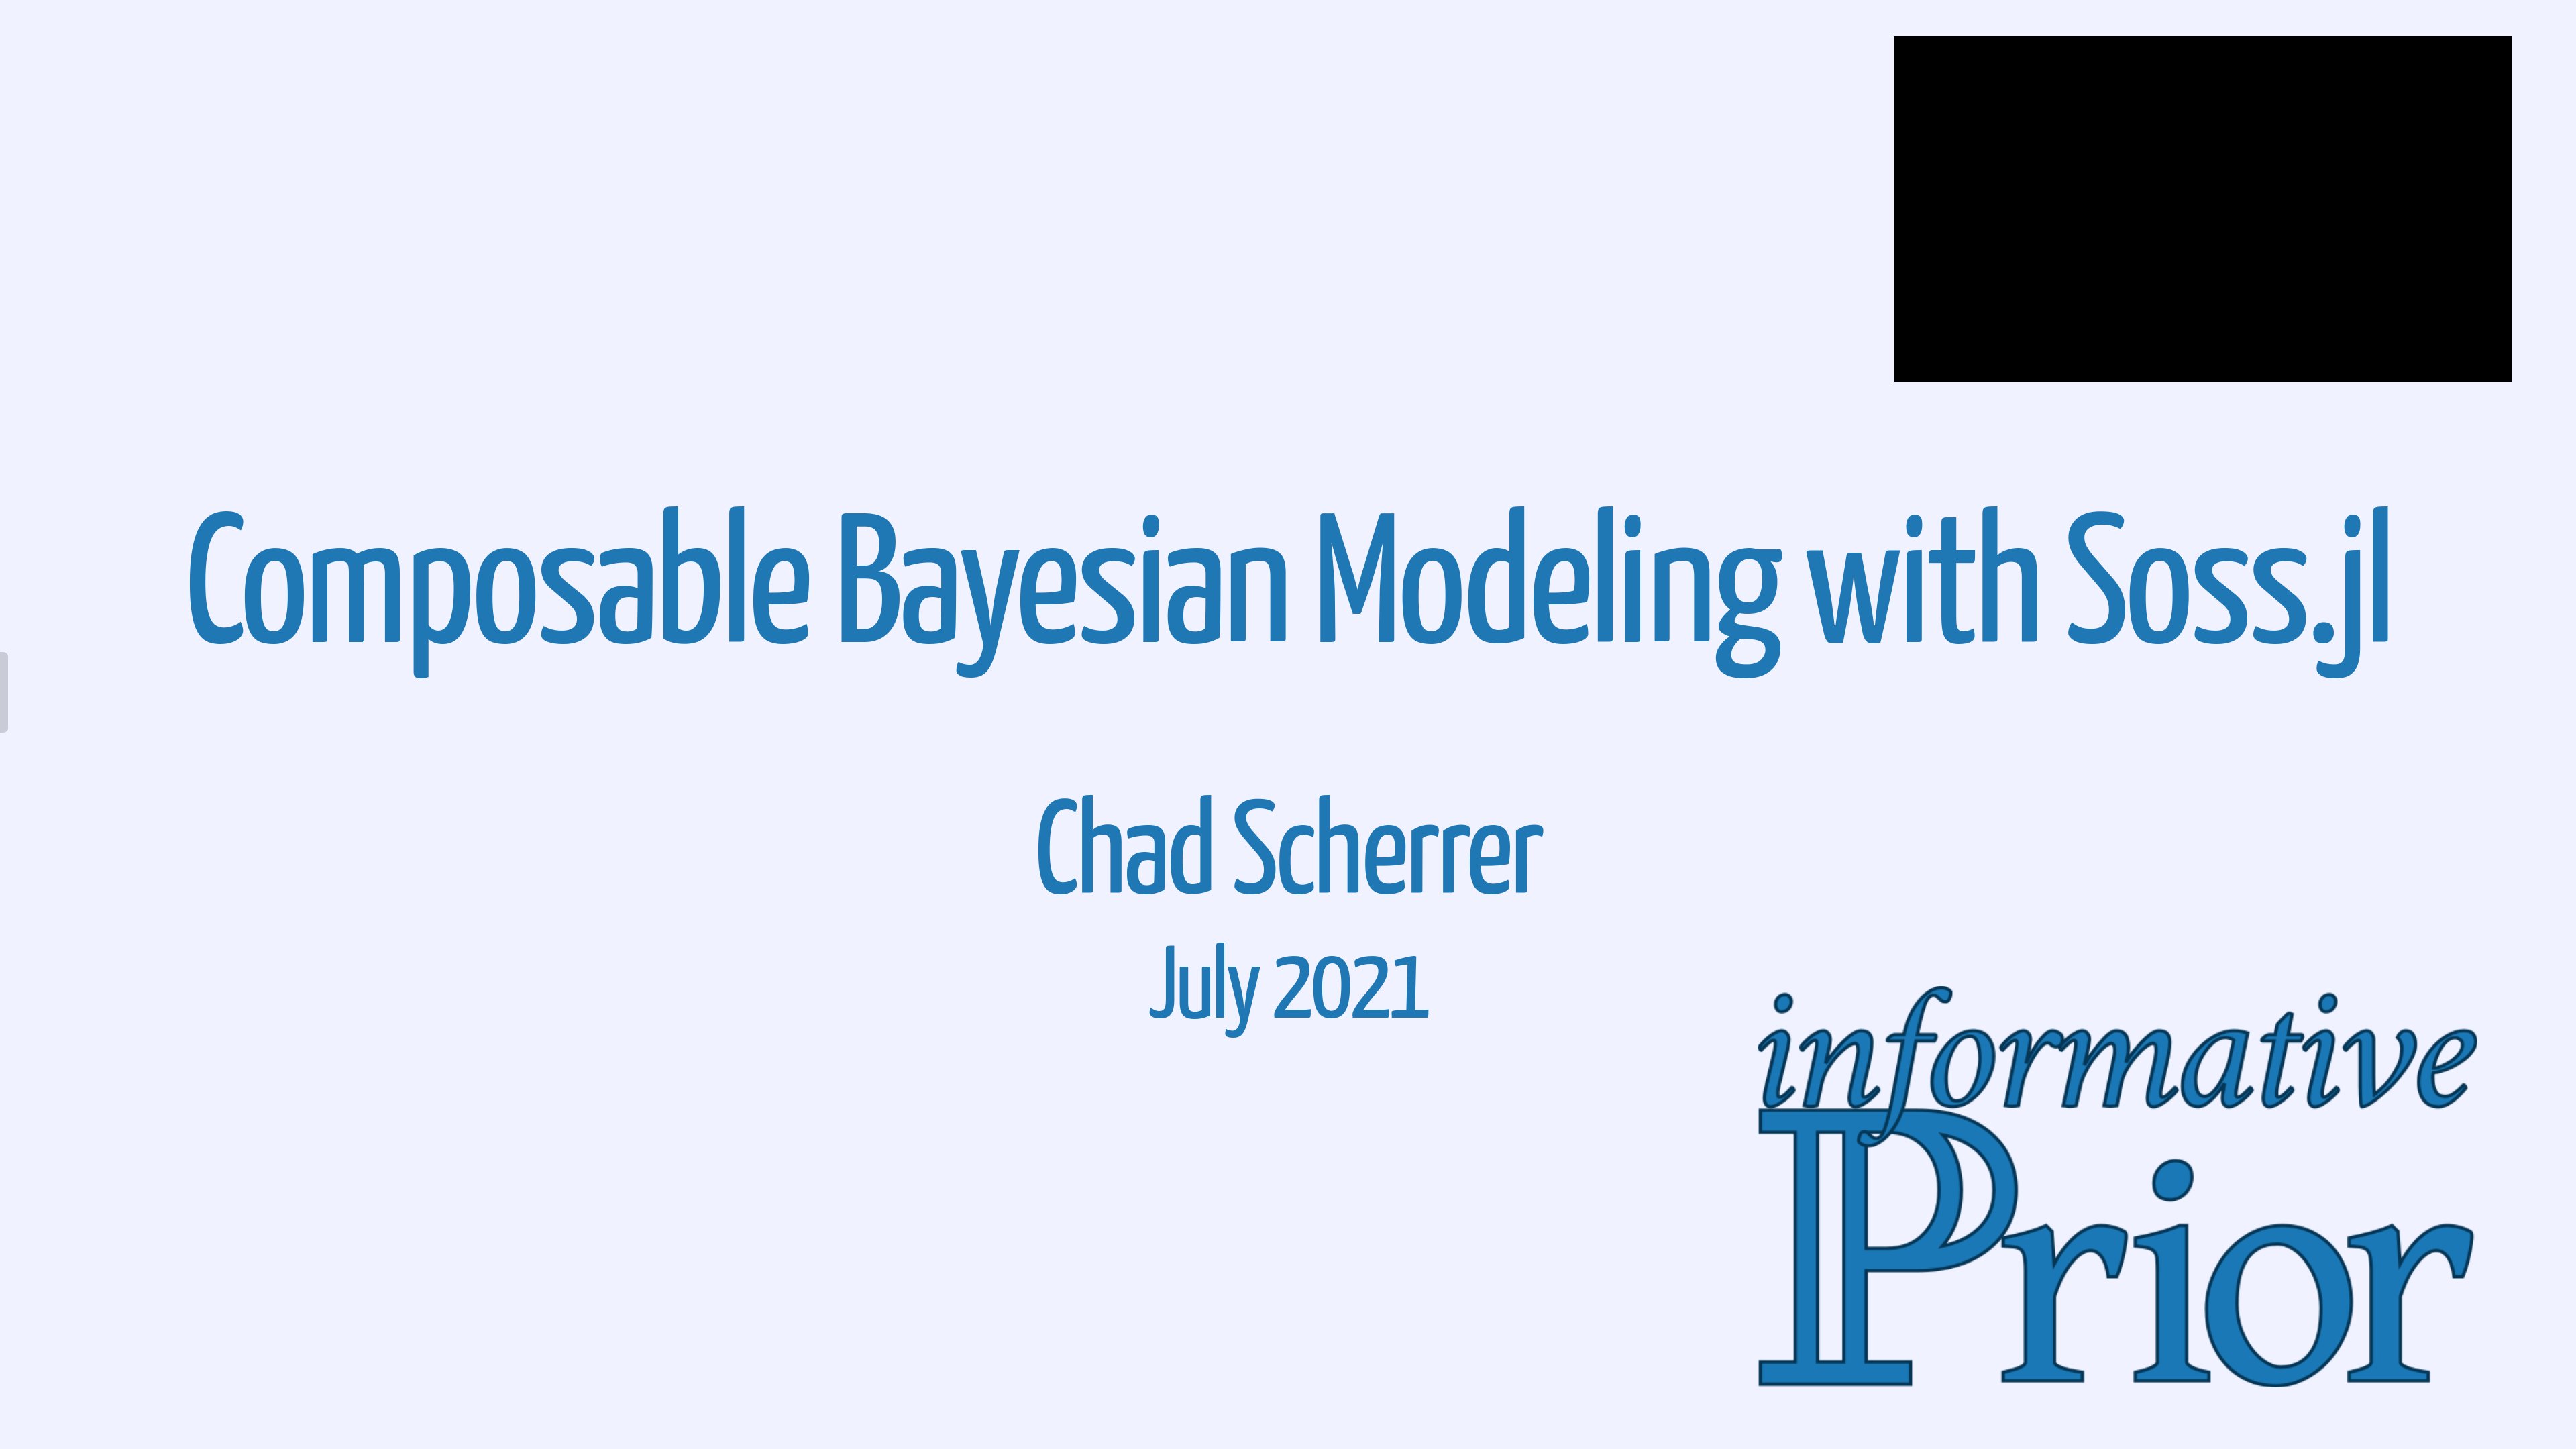 Composable Bayesian Modeling with Soss.jl
Chad Scherrer
July 2021
informative
Prior